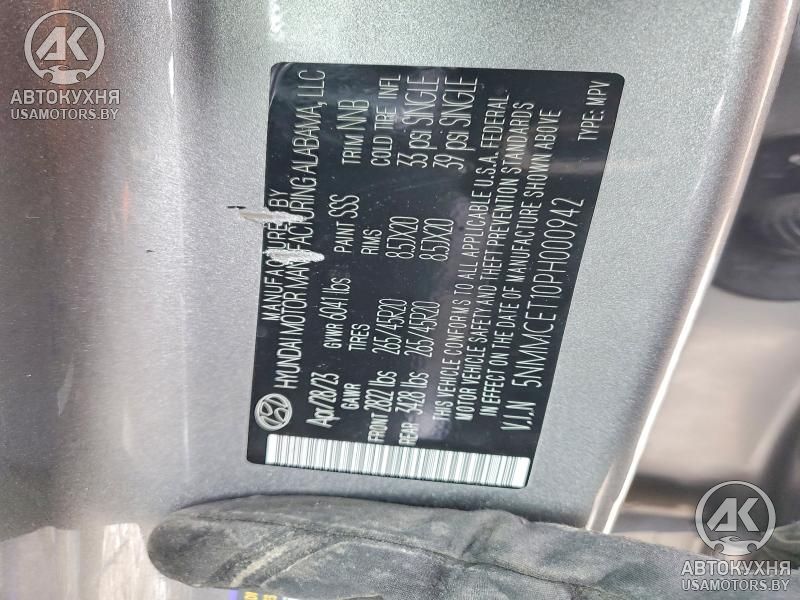 АВТОКУХНЯ
USAMOTORS.BY
MANUFACTURED BY
HYUNDAI MOTOR MANUFACTURING ALABAMA, LLC
Apr/28/23 GVWR 6041 lbs PAINT SSS TRIM NNB
GAWR TIRES RIMS COLD TIRE INFL
FRONT 2822 lbs 265/45R20 8.5JX20 33 psi SINGLE
REAR 3428 lbs 265/45R20 8.5JX20 39 psi SINGLE
THIS VEHICLE CONFORMS TO ALL APPLICABLE U.S.A. FEDERAL
MOTOR VEHICLE SAFETY AND THEFT PREVENTION STANDARDS
IN EFFECT ON THE DATE OF MANUFACTURE SHOWN ABOVE
V.I.N 5NMMCET10PH000942 TYPE: MPV
АВТОКУХНЯ
USAMOTORS.BY